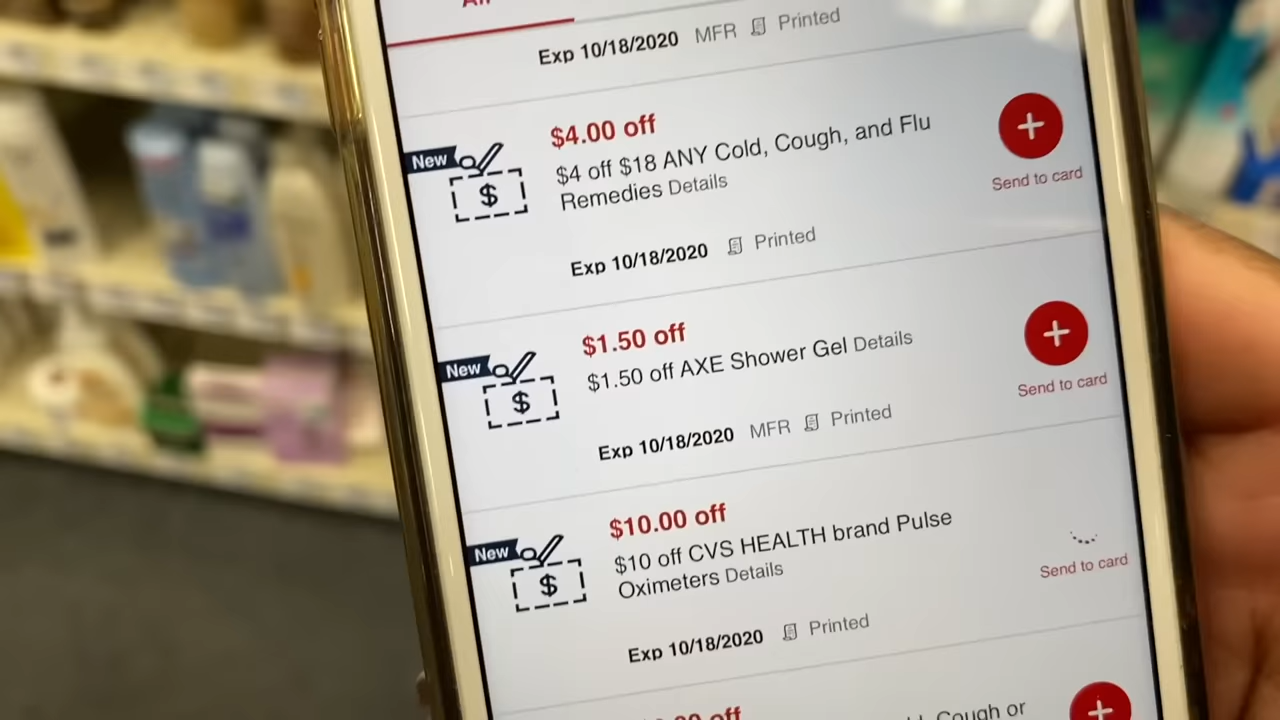 Exp 10/18/2020 MFR Printed
$4.00 off
New
$4 off $18 ANY Cold, Cough, and Flu
Remedies Details
Send to card
Exp 10/18/2020 Printed
$1.50 off
New
$1.50 off AXE Shower Gel Details
Send to card
Exp 10/18/2020 MFR Printed
$10.00 off
New
$10 off CVS HEALTH brand Pulse
Oximeters Details
Send to card
Exp 10/18/2020 Printed
off
Cough or